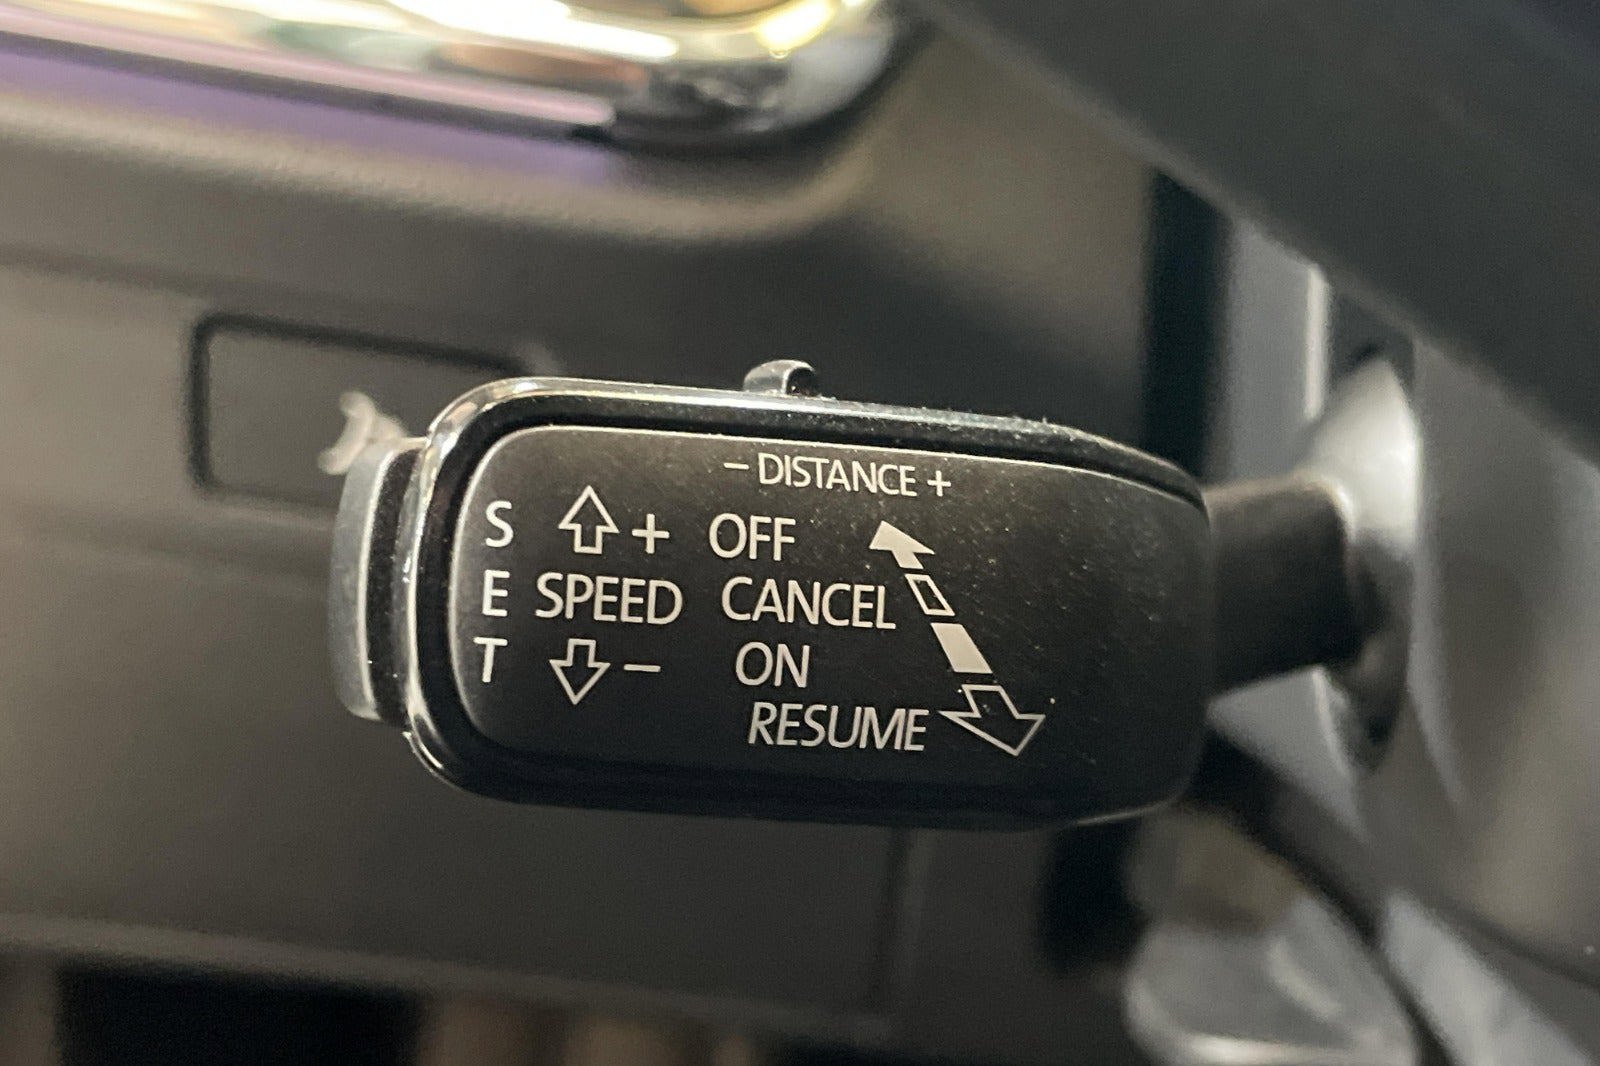 − DISTANCE +
S + OFF
E SPEED CANCEL
T − ON
RESUME